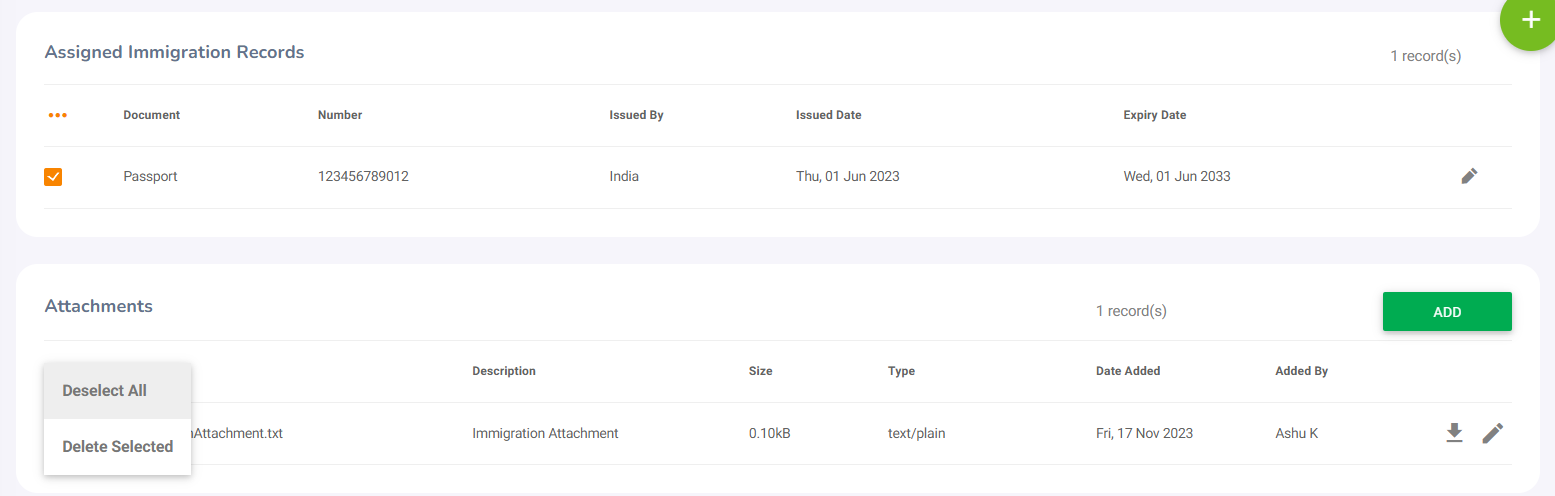 Assigned Immigration Records
1 record(s)
Document Number Issued By Issued Date Expiry Date
Passport 123456789012 India Thu, 01 Jun 2023 Wed, 01 Jun 2033
Attachments
1 record(s)
ADD
Description Size Type Date Added Added By
Deselect All
Attachment.txt Immigration Attachment 0.10kB text/plain Fri, 17 Nov 2023 Ashu K
Delete Selected